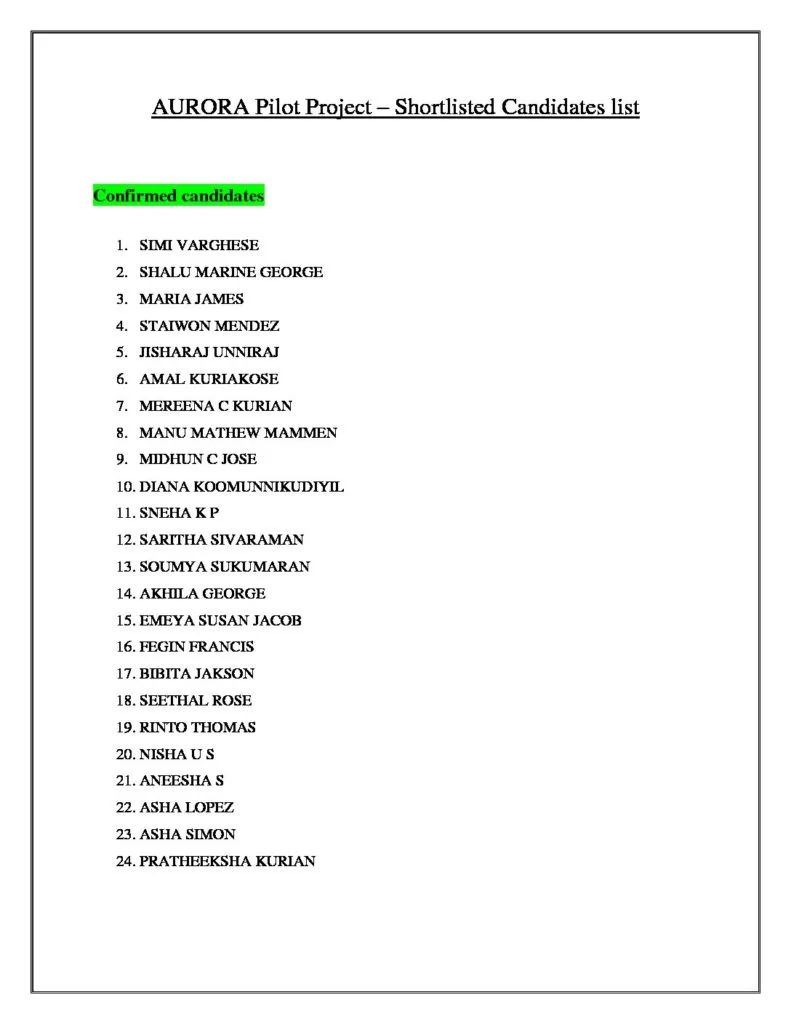 AURORA Pilot Project – Shortlisted Candidates list
Confirmed candidates
1. SIMI VARGHESE
2. SHALU MARINE GEORGE
3. MARIA JAMES
4. STAIWON MENDEZ
5. JISHARAJ UNNIRAJ
6. AMAL KURIAKOSE
7. MEREENA C KURIAN
8. MANU MATHEW MAMMEN
9. MIDHUN C JOSE
10. DIANA KOOMUNNIKUDIYIL
11. SNEHA K P
12. SARITHA SIVARAMAN
13. SOUMYA SUKUMARAN
14. AKHILA GEORGE
15. EMEYA SUSAN JACOB
16. FEGIN FRANCIS
17. BIBITA JAKSON
18. SEETHAL ROSE
19. RINTO THOMAS
20. NISHA U S
21. ANEESHA S
22. ASHA LOPEZ
23. ASHA SIMON
24. PRATHEEKSHA KURIAN